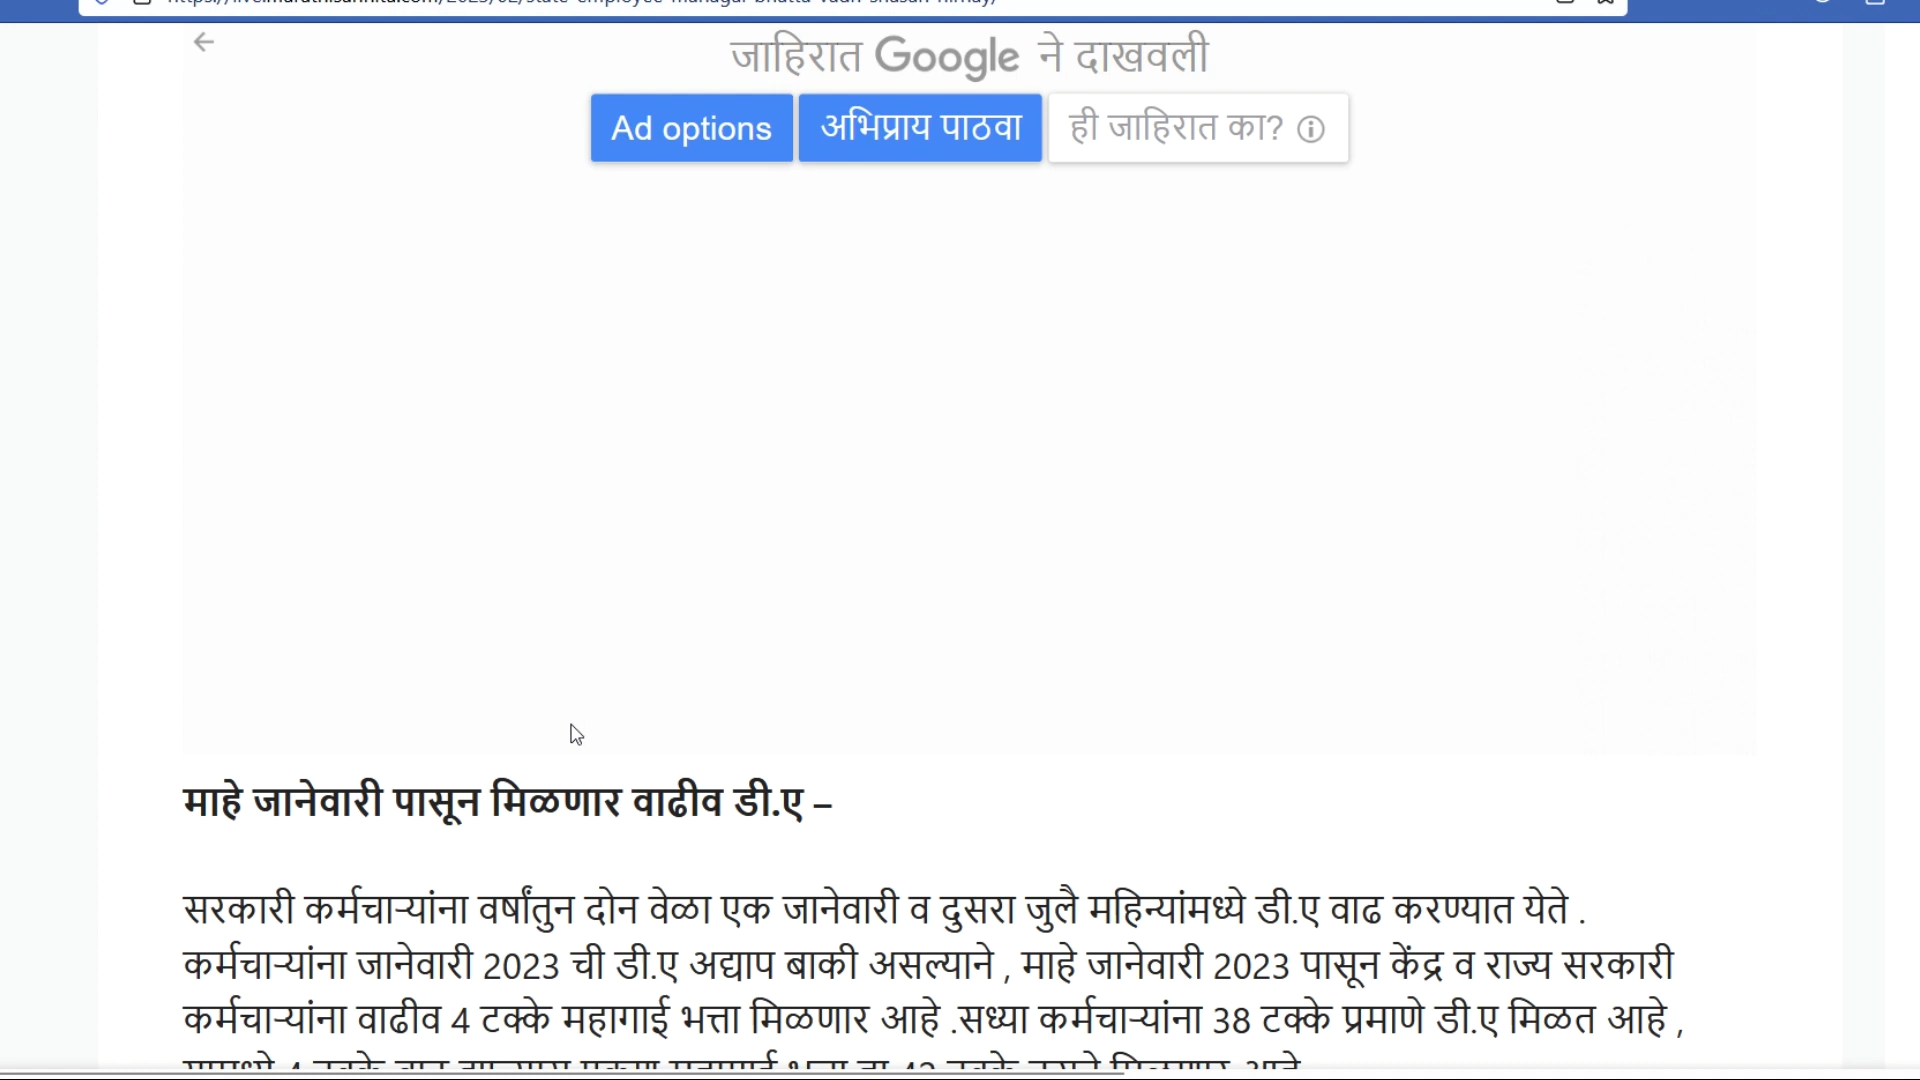 जाहिरात Google ने दाखवली
Ad options अभिप्राय पाठवा ही जाहिरात का?
माहे जानेवारी पासून मिळणार वाढीव डी.ए –
सरकारी कर्मचाऱ्यांना वर्षांतुन दोन वेळा एक जानेवारी व दुसरा जुलै महिन्यांमध्ये डी.ए वाढ करण्यात येते .
कर्मचाऱ्यांना जानेवारी 2023 ची डी.ए अद्याप बाकी असल्याने , माहे जानेवारी 2023 पासून केंद्र व राज्य सरकारी
कर्मचाऱ्यांना वाढीव 4 टक्के महागाई भत्ता मिळणार आहे .सध्या कर्मचाऱ्यांना 38 टक्के प्रमाणे डी.ए मिळत आहे ,